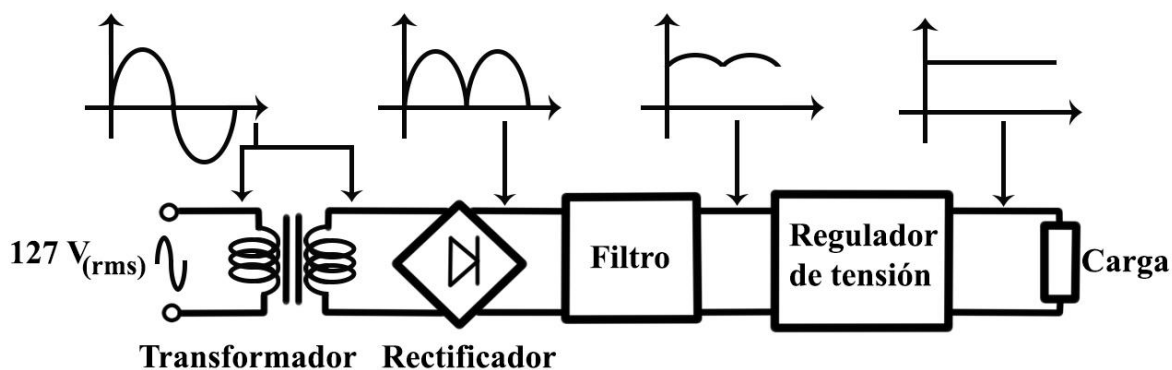 127 V(rms)
Transformador
Rectificador
Filtro
Regulador
de tensión
Carga